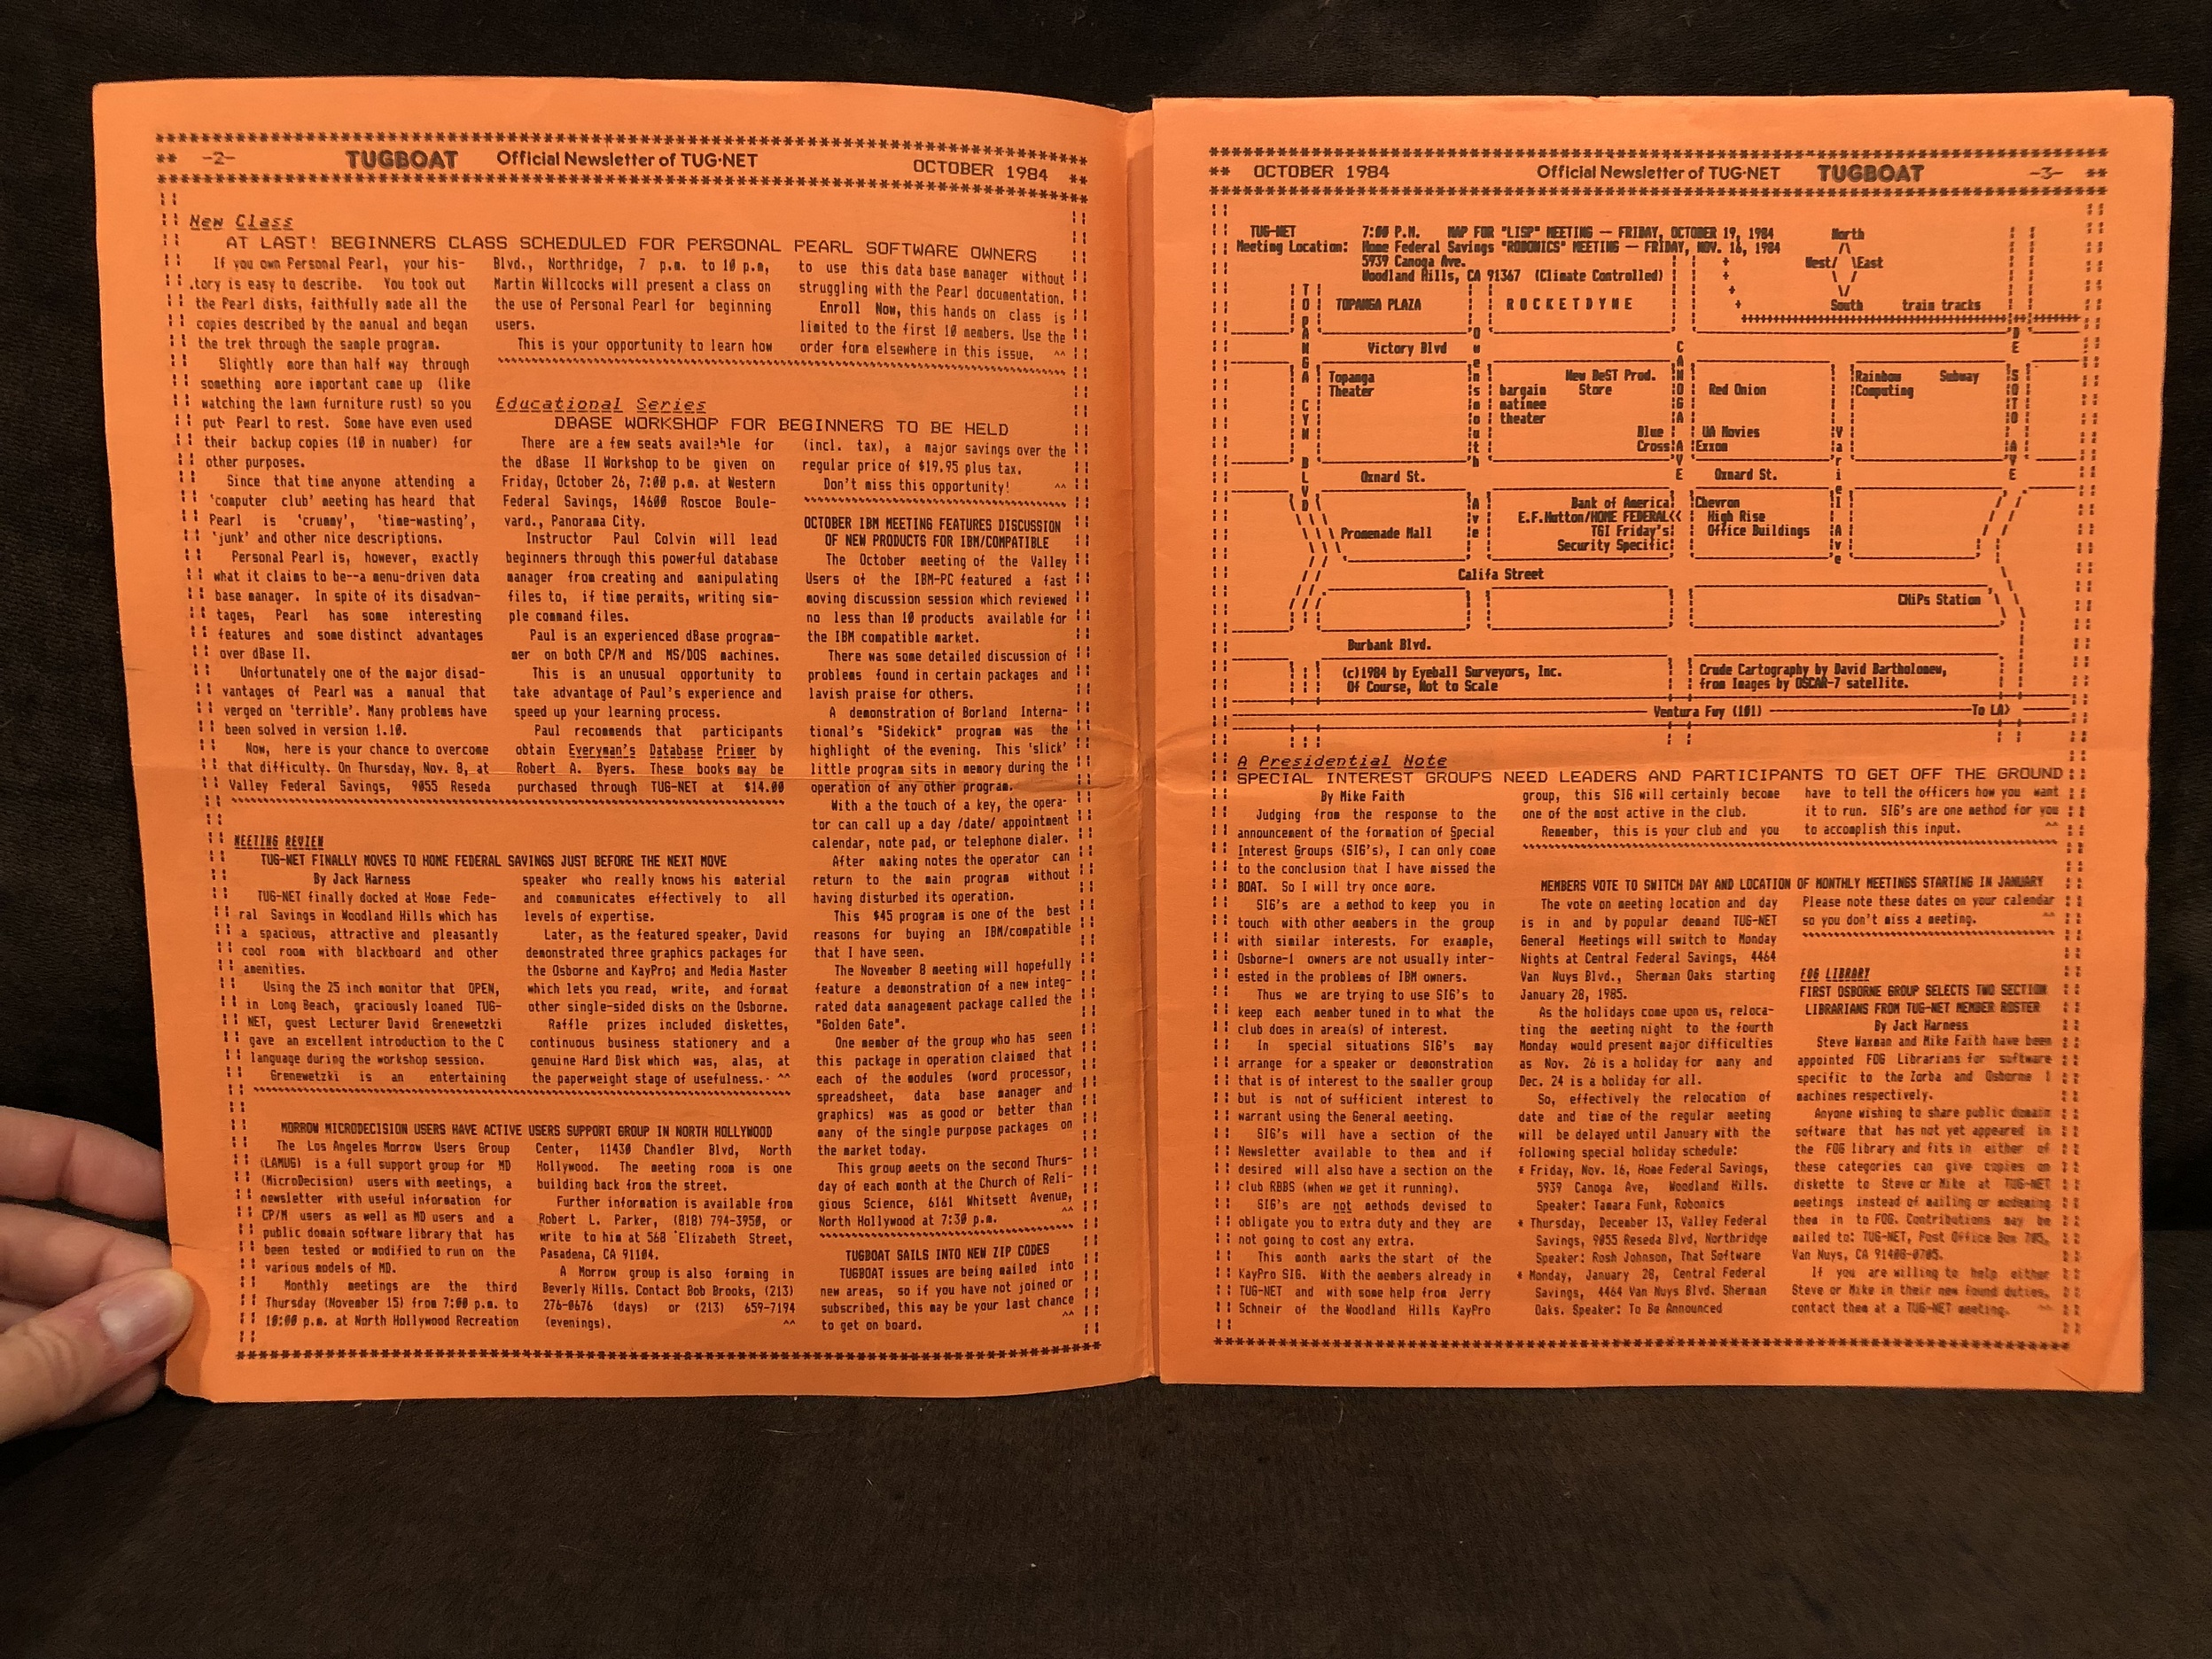 -2- TUGBOAT Official Newsletter of TUG·NET OCTOBER 1984
New Class
AT LAST! BEGINNERS CLASS SCHEDULED FOR PERSONAL PEARL SOFTWARE OWNERS
If you own Personal Pearl, your his-
tory is easy to describe. You took out
the Pearl disks, faithfully made all the
copies described by the manual and began
the trek through the sample program.
Slightly more than half way through
something more important came up (like
watching the lawn furniture rust) so you
put Pearl to rest. Some have even used
their backup copies (10 in number) for
other purposes.
Since that time anyone attending a
'computer club' meeting has heard that
Pearl is 'crummy', 'time-wasting',
'junk' and other nice descriptions.
Personal Pearl is, however, exactly
what it claims to be--a menu-driven data
base manager. In spite of its disadvan-
tages, Pearl has some interesting
features and some distinct advantages
over dBase II.
Unfortunately one of the major disad-
vantages of Pearl was a manual that
verged on 'terrible'. Many problems have
been solved in version 1.10.
Now, here is your chance to overcome
that difficulty. On Thursday, Nov. 8, at
Valley Federal Savings, 9055 Reseda
Blvd., Northridge, 7 p.m. to 10 p.m,
Martin Willcocks will present a class on
the use of Personal Pearl for beginning
users.
This is your opportunity to learn how
to use this data base manager without
struggling with the Pearl documentation.
Enroll Now, this hands on class is
limited to the first 10 members. Use the
order form elsewhere in this issue. ^^
Educational Series
DBASE WORKSHOP FOR BEGINNERS TO BE HELD
There are a few seats available for
the dBase II Workshop to be given on
Friday, October 26, 7:00 p.m. at Western
Federal Savings, 14600 Roscoe Boule-
vard., Panorama City.
Instructor Paul Colvin will lead
beginners through this powerful database
manager from creating and manipulating
files to, if time permits, writing sim-
ple command files.
Paul is an experienced dBase program-
mer on both CP/M and MS/DOS machines.
This is an unusual opportunity to
take advantage of Paul's experience and
speed up your learning process.
Paul recommends that participants
obtain Everyman's Database Primer by
Robert A. Byers. These books may be
purchased through TUG-NET at $14.00
(incl. tax), a major savings over the
regular price of $19.95 plus tax.
Don't miss this opportunity! ^^
OCTOBER IBM MEETING FEATURES DISCUSSION
OF NEW PRODUCTS FOR IBM/COMPATIBLE
The October meeting of the Valley
Users of the IBM-PC featured a fast
moving discussion session which reviewed
no less than 10 products available for
the IBM compatible market.
There was some detailed discussion of
problems found in certain packages and
lavish praise for others.
A demonstration of Borland Interna-
tional's "Sidekick" program was the
highlight of the evening. This 'slick'
little program sits in memory during the
operation of any other program.
With a the touch of a key, the opera-
tor can call up a day /date/ appointment
calendar, note pad, or telephone dialer.
After making notes the operator can
return to the main program without
having disturbed its operation.
This $45 program is one of the best
reasons for buying an IBM/compatible
that I have seen.
The November 8 meeting will hopefully
feature a demonstration of a new integ-
rated data management package called the
"Golden Gate".
One member of the group who has seen
this package in operation claimed that
each of the modules (word processor,
spreadsheet, data base manager and
graphics) was as good or better than
many of the single purpose packages on
the market today.
This group meets on the second Thurs-
day of each month at the Church of Reli-
gious Science, 6161 Whitsett Avenue,
North Hollywood at 7:30 p.m. ^^
TUGBOAT SAILS INTO NEW ZIP CODES
TUGBOAT issues are being mailed into
new areas, so if you have not joined or
subscribed, this may be your last chance
to get on board. ^^
MEETING REVIEW
TUG-NET FINALLY MOVES TO HOME FEDERAL SAVINGS JUST BEFORE THE NEXT MOVE
By Jack Harness
TUG-NET finally docked at Home Fede-
ral Savings in Woodland Hills which has
a spacious, attractive and pleasantly
cool room with blackboard and other
amenities.
Using the 25 inch monitor that OPEN,
in Long Beach, graciously loaned TUG-
NET, guest Lecturer David Grenewetzki
gave an excellent introduction to the C
language during the workshop session.
Grenewetzki is an entertaining
speaker who really knows his material
and communicates effectively to all
levels of expertise.
Later, as the featured speaker, David
demonstrated three graphics packages for
the Osborne and KayPro; and Media Master
which lets you read, write, and format
other single-sided disks on the Osborne.
Raffle prizes included diskettes,
continuous business stationery and a
genuine Hard Disk which was, alas, at
the paperweight stage of usefulness. ^^
MORROW MICRODECISION USERS HAVE ACTIVE USERS SUPPORT GROUP IN NORTH HOLLYWOOD
The Los Angeles Morrow Users Group
(LAMUG) is a full support group for MD
(MicroDecision) users with meetings, a
newsletter with useful information for
CP/M users as well as MD users and a
public domain software library that has
been tested or modified to run on the
various models of MD.
Monthly meetings are the third
Thursday (November 15) from 7:00 p.m. to
10:00 p.m. at North Hollywood Recreation
Center, 11430 Chandler Blvd, North
Hollywood. The meeting room is one
building back from the street.
Further information is available from
Robert L. Parker, (818) 794-3950, or
write to him at 568 Elizabeth Street,
Pasadena, CA 91104.
A Morrow group is also forming in
Beverly Hills. Contact Bob Brooks, (213)
276-0676 (days) or (213) 659-7194
(evenings). ^^
OCTOBER 1984 Official Newsletter of TUG·NET TUGBOAT -3-
TUG-NET 7:00 P.M. MAP FOR "LISP" MEETING — FRIDAY, OCTOBER 19, 1984
Meeting Location: Home Federal Savings "ROBONICS" MEETING — FRIDAY, NOV. 16, 1984
5939 Canoga Ave.
Woodland Hills, CA 91367 (Climate Controlled)
North
West/ \East
South train tracks
TOPANGA PLAZA ROCKETDYNE
TOPANGA CYN BLVD
Owensmouth Ave
CANOGA AVE
Variel Ave
DE SOTO AVE
Victory Blvd
Topanga
Theater
bargain
matinee
theater
New BeST Prod.
Store
Blue
Cross
Red Onion
UA Movies
Exxon
Rainbow
Computing
Subway
Oxnard St. Oxnard St.
Promenade Mall
Bank of America
E.F.Hutton/HOME FEDERAL<<
TGI Friday's
Security Specific
Chevron
High Rise
Office Buildings
Califa Street
CHiPs Station
Burbank Blvd.
(c)1984 by Eyeball Surveyors, Inc.
Of Course, Not to Scale
Crude Cartography by David Bartholomew,
from Images by OSCAR-7 satellite.
Ventura Fwy (101) To LA>
A Presidential Note
SPECIAL INTEREST GROUPS NEED LEADERS AND PARTICIPANTS TO GET OFF THE GROUND
By Mike Faith
Judging from the response to the
announcement of the formation of Special
Interest Groups (SIG's), I can only come
to the conclusion that I have missed the
BOAT. So I will try once more.
SIG's are a method to keep you in
touch with other members in the group
with similar interests. For example,
Osborne-1 owners are not usually inter-
ested in the problems of IBM owners.
Thus we are trying to use SIG's to
keep each member tuned in to what the
club does in area(s) of interest.
In special situations SIG's may
arrange for a speaker or demonstration
that is of interest to the smaller group
but is not of sufficient interest to
warrant using the General meeting.
SIG's will have a section of the
Newsletter available to them and if
desired will also have a section on the
club RBBS (when we get it running).
SIG's are not methods devised to
obligate you to extra duty and they are
not going to cost any extra.
This month marks the start of the
KayPro SIG. With the members already in
TUG-NET and with some help from Jerry
Schneir of the Woodland Hills KayPro
group, this SIG will certainly become
one of the most active in the club.
Remember, this is your club and you
have to tell the officers how you want
it to run. SIG's are one method for you
to accomplish this input. ^^
MEMBERS VOTE TO SWITCH DAY AND LOCATION OF MONTHLY MEETINGS STARTING IN JANUARY
The vote on meeting location and day
is in and by popular demand TUG-NET
General Meetings will switch to Monday
Nights at Central Federal Savings, 4464
Van Nuys Blvd., Sherman Oaks starting
January 28, 1985.
As the holidays come upon us, reloca-
ting the meeting night to the fourth
Monday would present major difficulties
as Nov. 26 is a holiday for many and
Dec. 24 is a holiday for all.
So, effectively the relocation of
date and time of the regular meeting
will be delayed until January with the
following special holiday schedule:
* Friday, Nov. 16, Home Federal Savings,
5939 Canoga Ave, Woodland Hills.
Speaker: Tamara Funk, Robonics
* Thursday, December 13, Valley Federal
Savings, 9055 Reseda Blvd, Northridge
Speaker: Rosh Johnson, That Software
* Monday, January 28, Central Federal
Savings, 4464 Van Nuys Blvd. Sherman
Oaks. Speaker: To Be Announced
Please note these dates on your calendar
so you don't miss a meeting. ^^
FOG LIBRARY
FIRST OSBORNE GROUP SELECTS TWO SECTION
LIBRARIANS FROM TUG-NET MEMBER ROSTER
By Jack Harness
Steve Waxman and Mike Faith have been
appointed FOG Librarians for software
specific to the Zorba and Osborne 1
machines respectively.
Anyone wishing to share public domain
software that has not yet appeared in
the FOG library and fits in either of
these categories can give copies on
diskette to Steve or Mike at TUG-NET
meetings instead of mailing or modeming
them in to FOG. Contributions may be
mailed to: TUG-NET, Post Office Box 705,
Van Nuys, CA 91408-0705.
If you are willing to help either
Steve or Mike in their new found duties,
contact them at a TUG-NET meeting. ^^